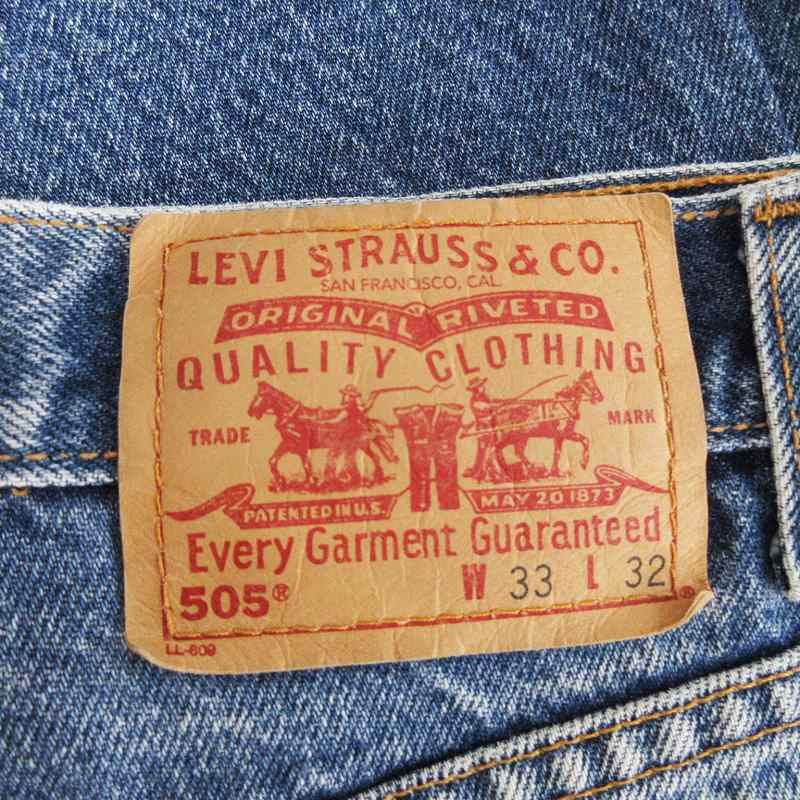 LEVI STRAUSS & CO.
SAN FRANCISCO, CAL.
ORIGINAL RIVETED
QUALITY CLOTHING
TRADE MARK
PATENTED IN U.S. MAY 20 1873
Every Garment Guaranteed
505® W 33 L 32
®
LL-609